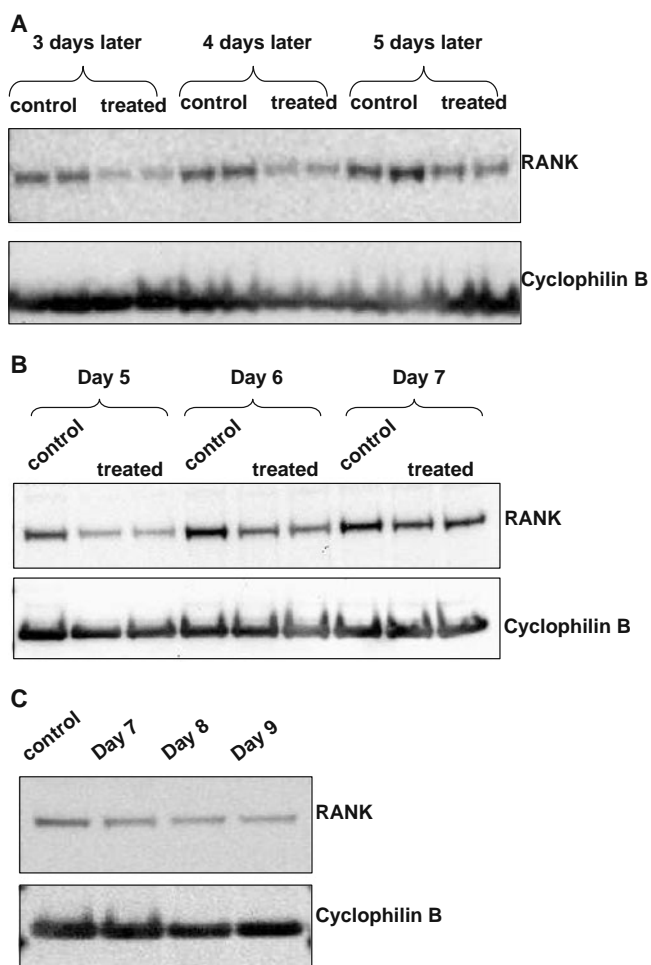 A
3 days later 4 days later 5 days later
control treated control treated control treated
RANK
Cyclophilin B
B
Day 5 Day 6 Day 7
control control control
treated treated treated
RANK
Cyclophilin B
C
control Day 7 Day 8 Day 9
RANK
Cyclophilin B